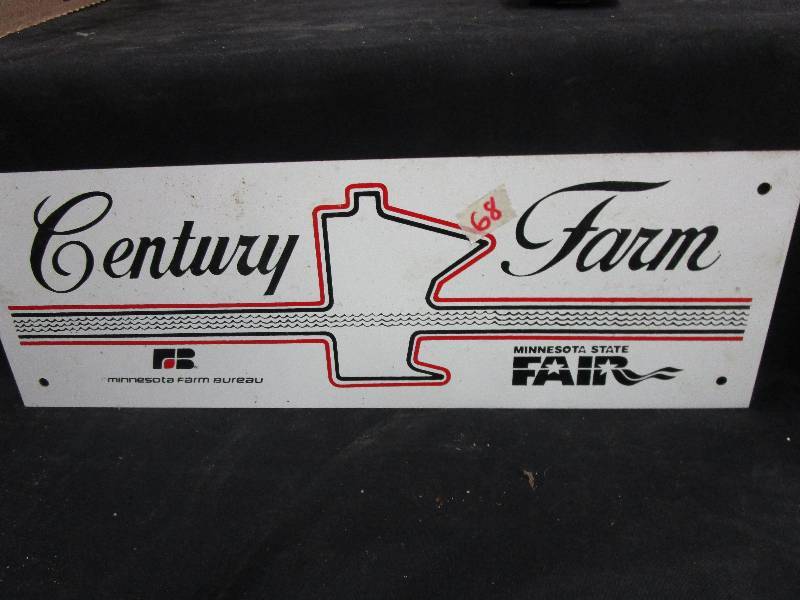 Century Farm
68
FB
minnesota Farm Bureau
MINNESOTA STATE
FAIR